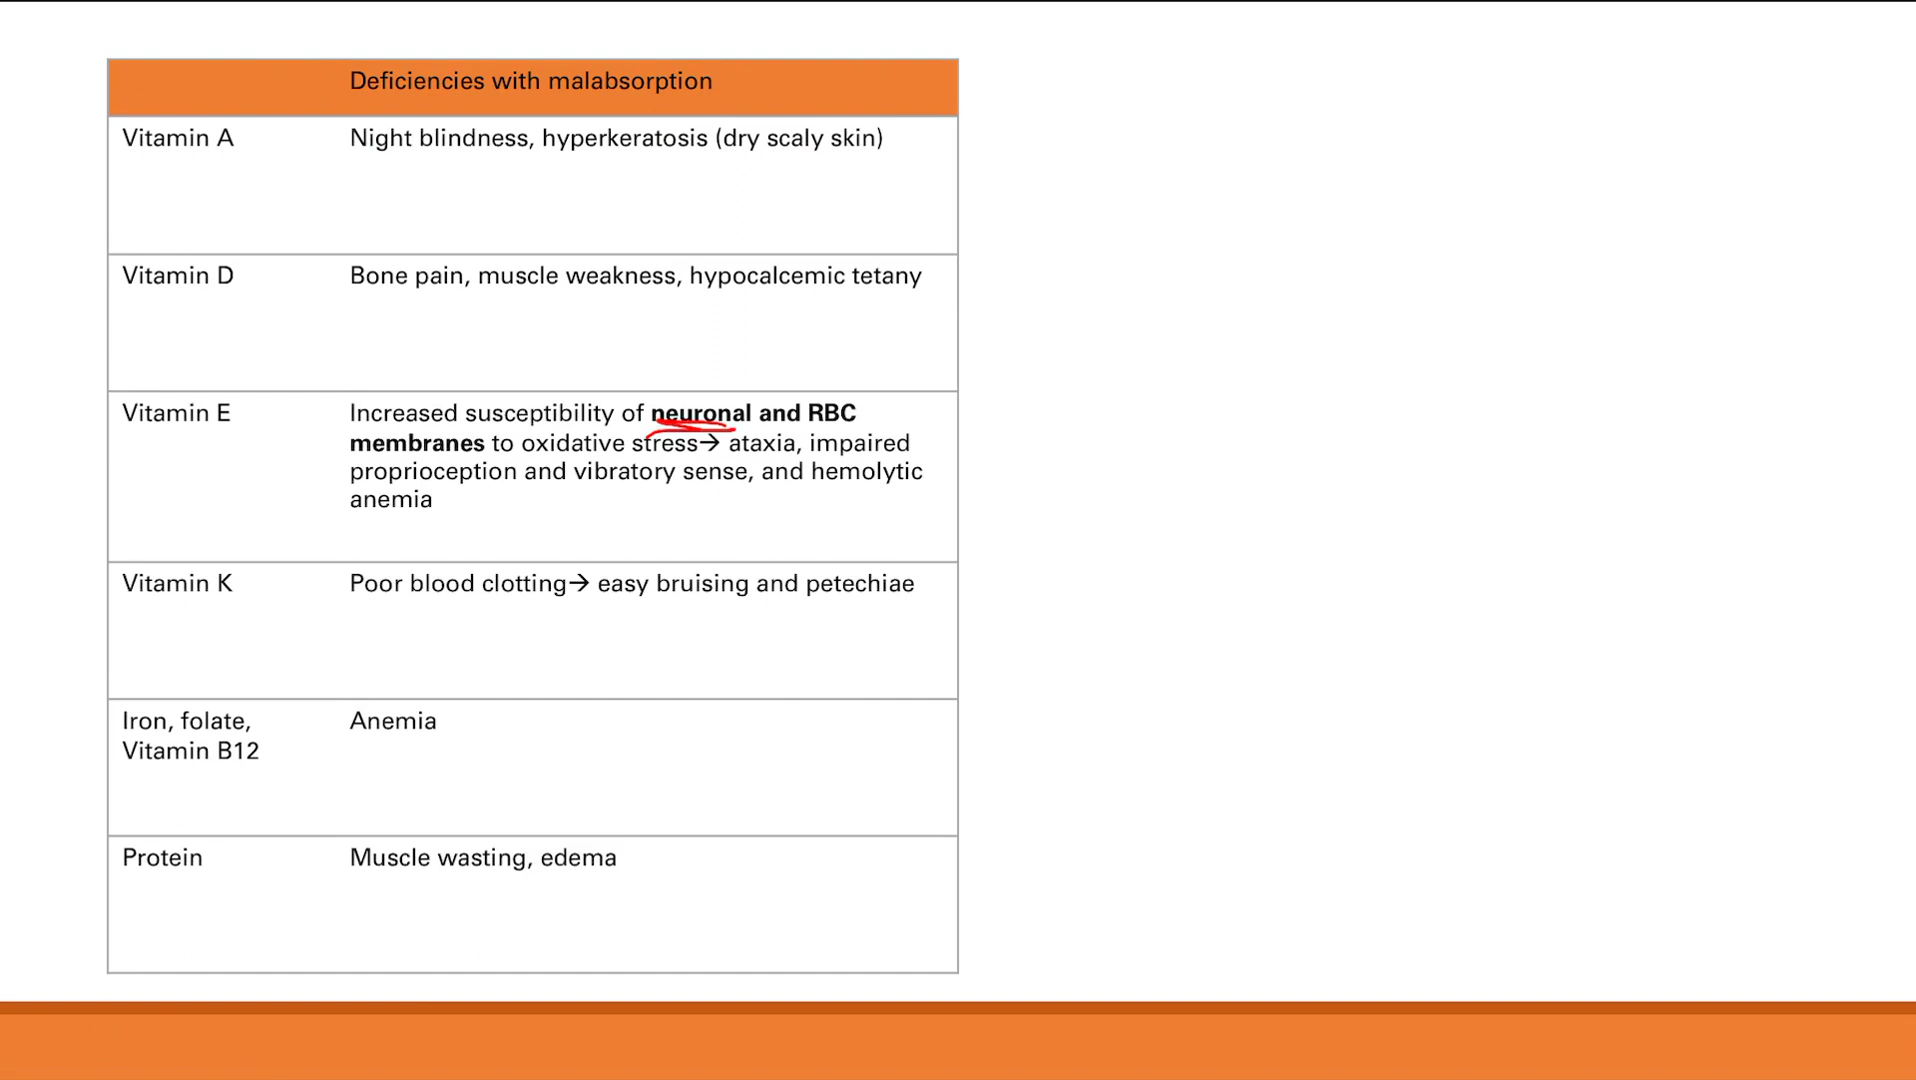 Deficiencies with malabsorption
Vitamin A
Night blindness, hyperkeratosis (dry scaly skin)
Vitamin D
Bone pain, muscle weakness, hypocalcemic tetany
Vitamin E
Increased susceptibility of neuronal and RBC
membranes to oxidative stress→ ataxia, impaired
proprioception and vibratory sense, and hemolytic
anemia
Vitamin K
Poor blood clotting→ easy bruising and petechiae
Iron, folate,
Vitamin B12
Anemia
Protein
Muscle wasting, edema